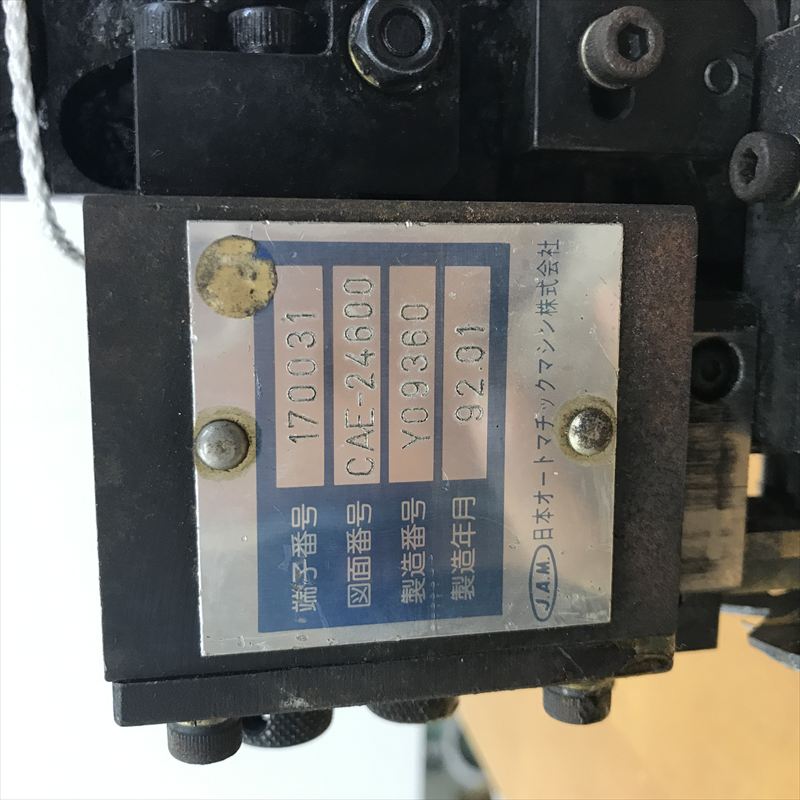 端子番号 170031
図面番号 CAE-24600
製造番号 Y09360
製造年月 92.01
J.A.M. 日本オートマチックマシン株式会社